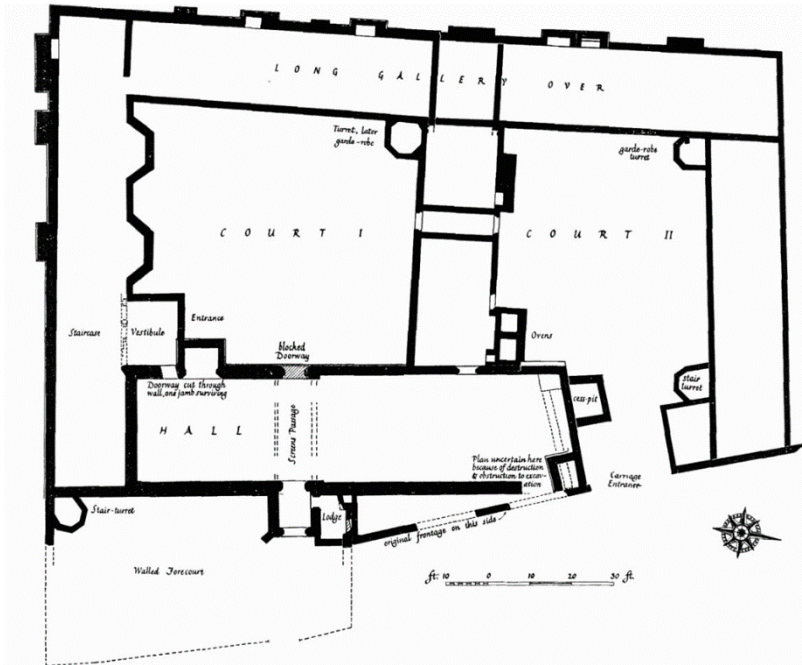 LONG GALLERY OVER
Turret, later
garde-robe
garde-robe
turret
COURT I
COURT II
Staircase
Vestibule
Entrance
blocked
Doorway
Ovens
Doorway cut through
wall, one jamb surviving
stair
turret
cess-pit
HALL
Screens Passage
Plan uncertain here
because of destruction
& obstruction to excav-
ation
Carriage
Entrance
Stair-turret
Lodge
original frontage on this side
Walled Forecourt
ft: 10 0 10 20 30 ft.